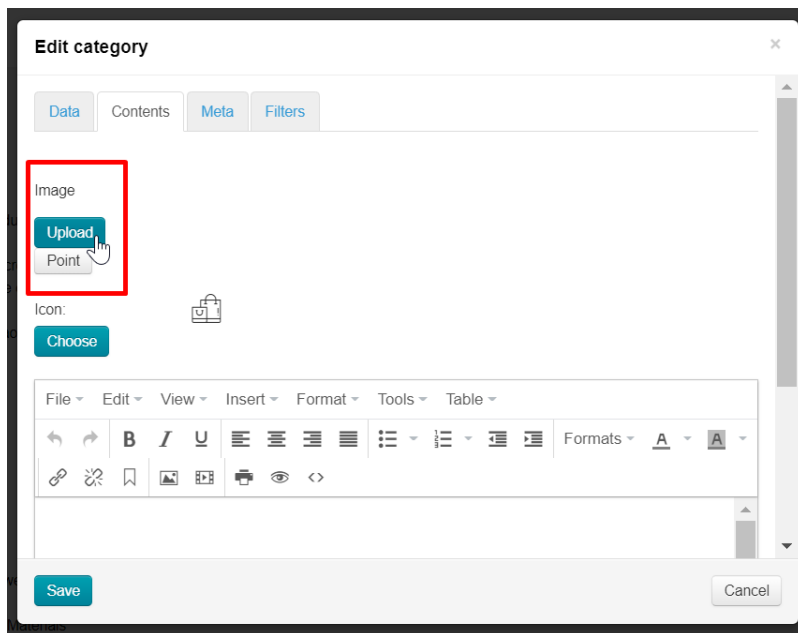 Edit category
×
Data Contents Meta Filters
Image
Upload
Point
Icon:
Choose
File Edit View Insert Format Tools Table
B I U Formats A A
Save Cancel
Materials